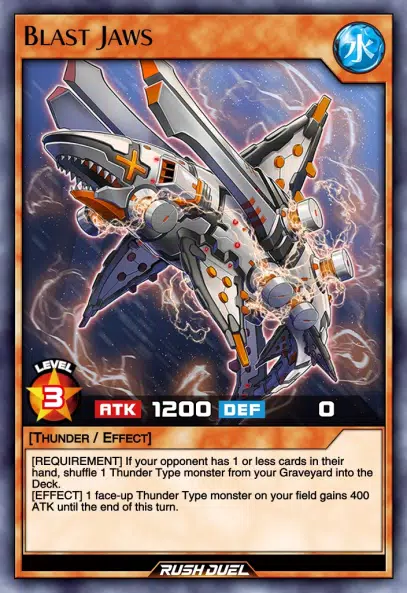 BLAST JAWS
水
LEVEL
3
ATK 1200 DEF 0
[THUNDER / EFFECT]
[REQUIREMENT] If your opponent has 1 or less cards in their
hand, shuffle 1 Thunder Type monster from your Graveyard into the
Deck.
[EFFECT] 1 face-up Thunder Type monster on your field gains 400
ATK until the end of this turn.
RUSH DUEL